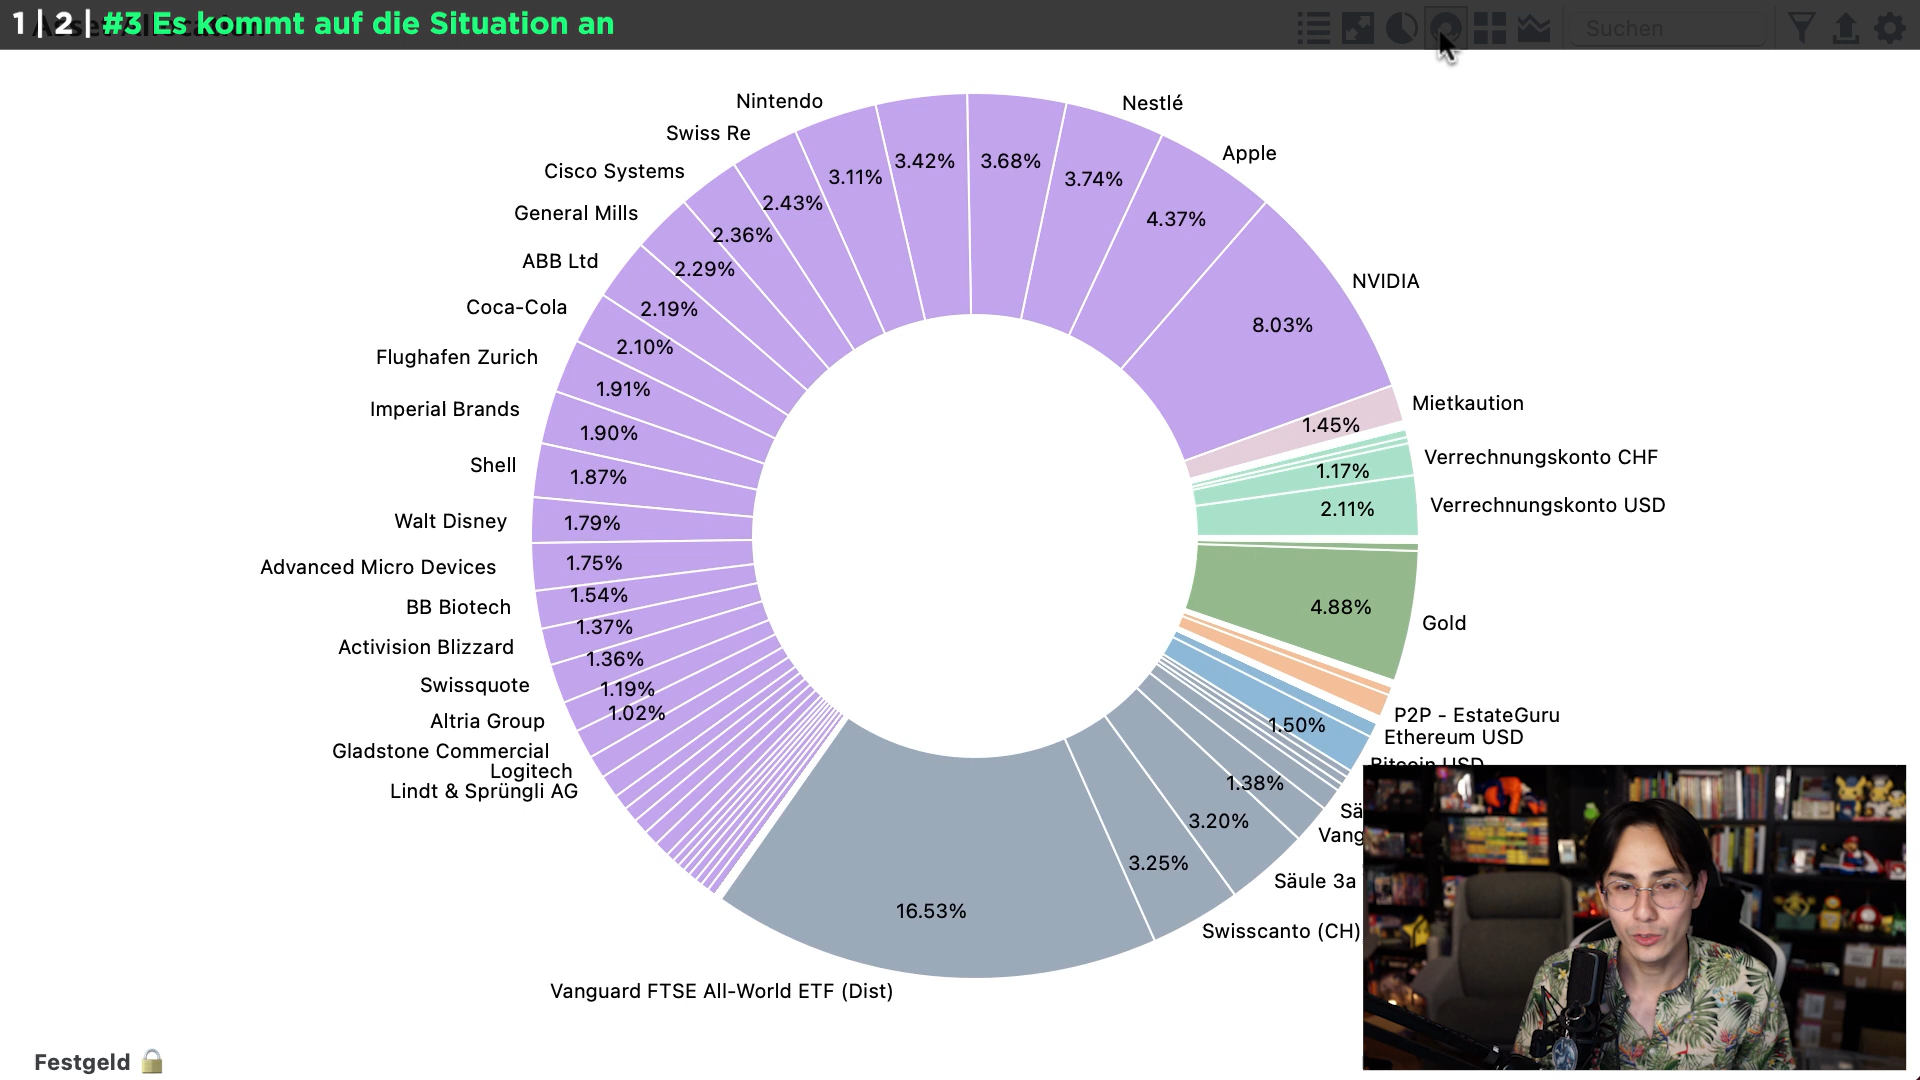 1 | 2 | #3 Es kommt auf die Situation an
Suchen
Nintendo
Nestlé
Swiss Re
Apple
Cisco Systems
General Mills
ABB Ltd
NVIDIA
Coca-Cola
Flughafen Zurich
Imperial Brands
Mietkaution
Shell
Verrechnungskonto CHF
Walt Disney
Verrechnungskonto USD
Advanced Micro Devices
BB Biotech
Gold
Activision Blizzard
Swissquote
Altria Group
P2P - EstateGuru
Ethereum USD
Gladstone Commercial
Bitcoin USD
Logitech
Lindt & Sprüngli AG
Sä
Vang
Säule 3a
Swisscanto (CH)
Vanguard FTSE All-World ETF (Dist)
3.42%
3.68%
3.11%
3.74%
2.43%
4.37%
2.36%
2.29%
2.19%
8.03%
2.10%
1.91%
1.90%
1.45%
1.87%
1.17%
1.79%
2.11%
1.75%
1.54%
4.88%
1.37%
1.36%
1.19%
1.02%
1.50%
1.38%
3.20%
3.25%
16.53%
Festgeld